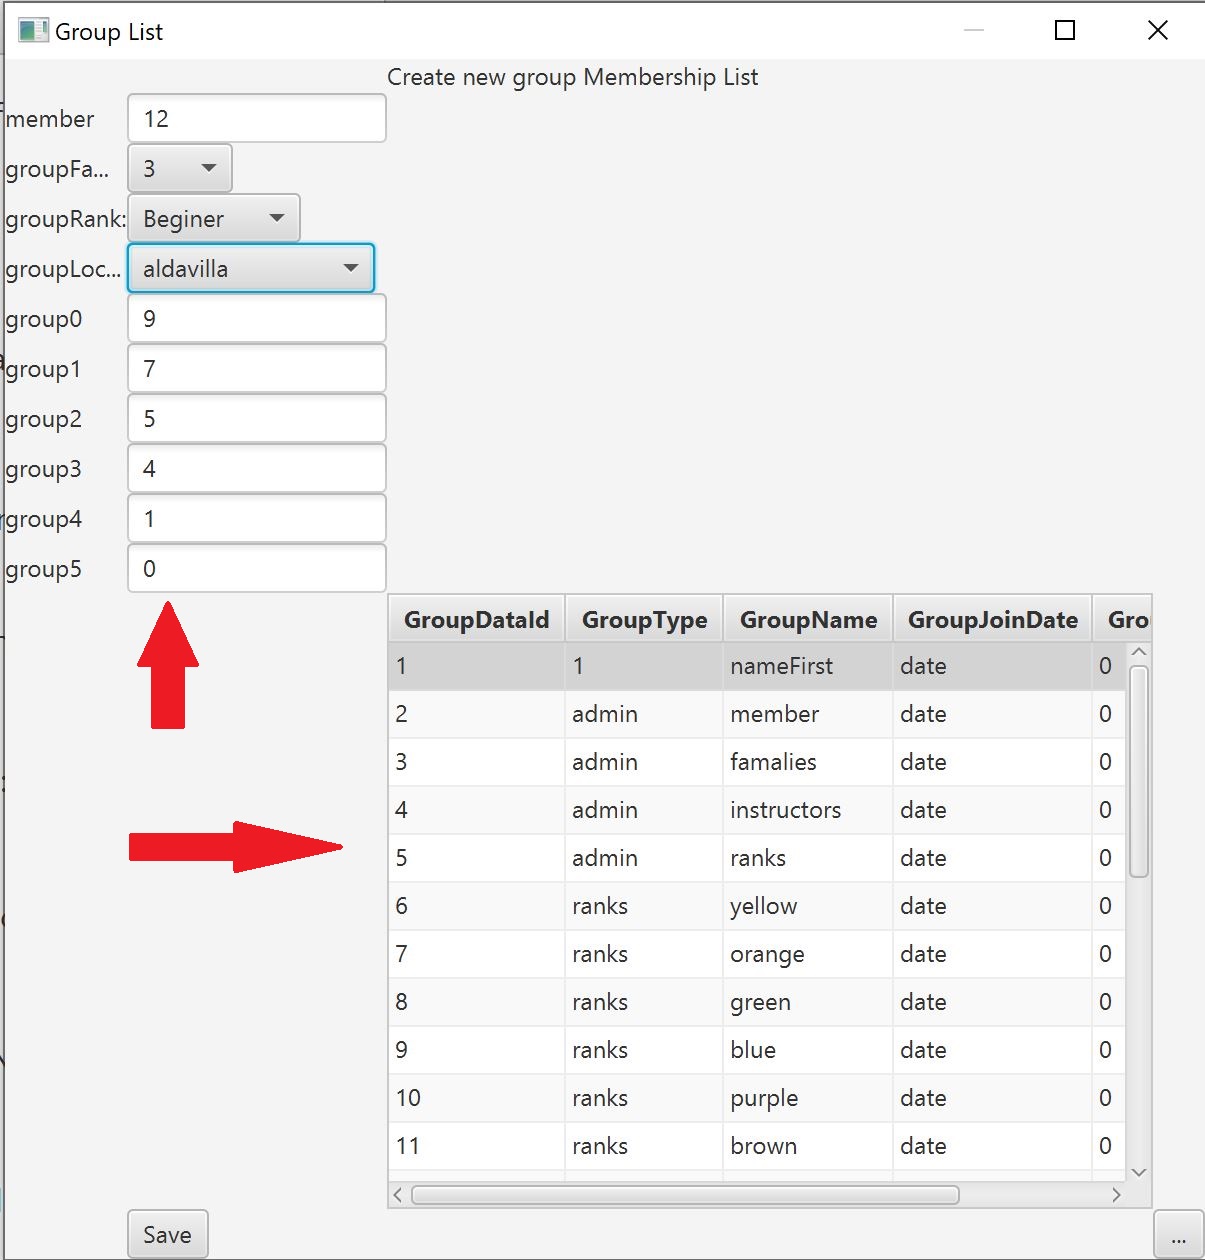 Group List
Create new group Membership List
member 12
groupFa... 3
groupRank: Beginer
groupLoc... aldavilla
group0 9
group1 7
group2 5
group3 4
group4 1
group5 0
GroupDataId GroupType GroupName GroupJoinDate Gro
1 1 nameFirst date 0
2 admin member date 0
3 admin famalies date 0
4 admin instructors date 0
5 admin ranks date 0
6 ranks yellow date 0
7 ranks orange date 0
8 ranks green date 0
9 ranks blue date 0
10 ranks purple date 0
11 ranks brown date 0
Save ...